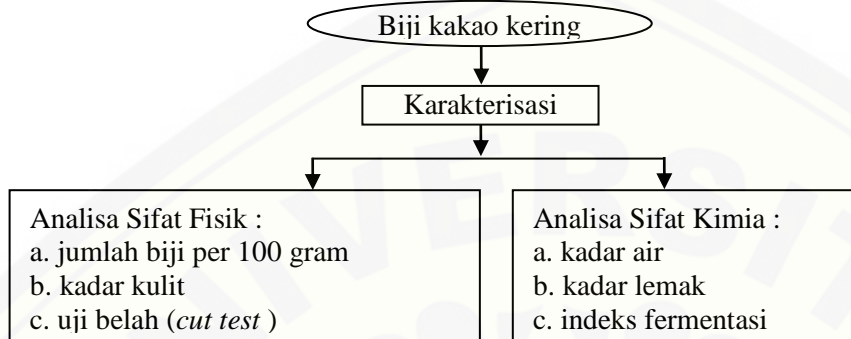 Biji kakao kering
Karakterisasi
Analisa Sifat Fisik :
a. jumlah biji per 100 gram
b. kadar kulit
c. uji belah (cut test )
Analisa Sifat Kimia :
a. kadar air
b. kadar lemak
c. indeks fermentasi